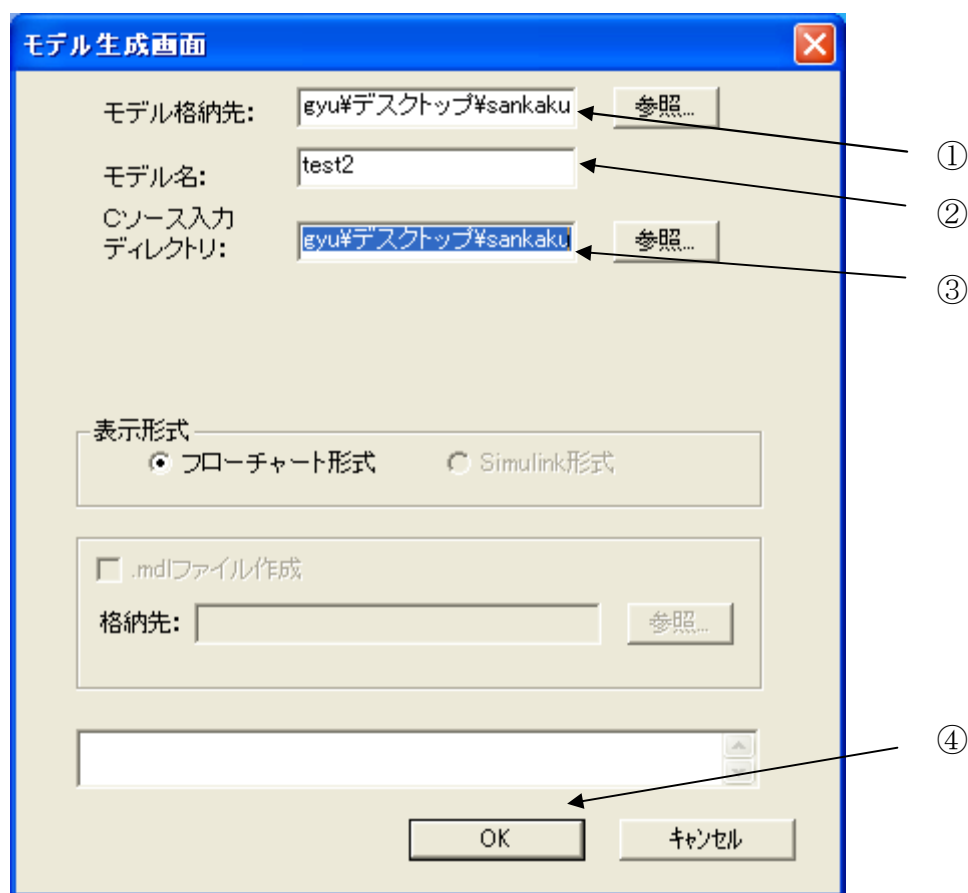 モデル生成画面
モデル格納先: gyu¥デスクトップ¥sankaku 参照...
①
モデル名: test2
②
Cソース入力
ディレクトリ: gyu¥デスクトップ¥sankaku 参照...
③
表示形式
フローチャート形式 Simulink形式
.mdlファイル作成
格納先: 参照...
④
OK キャンセル